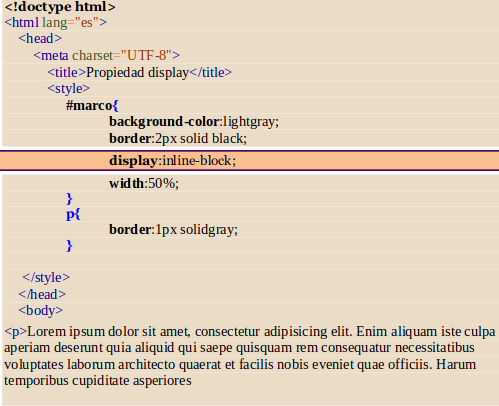 <!doctype html>
<html lang="es">
<head>
<meta charset="UTF-8">
<title>Propiedad display</title>
<style>
#marco{
background-color:lightgray;
border:2px solid black;
display:inline-block;
width:50%;
}
p{
border:1px solidgray;
}
</style>
</head>
<body>
<p>Lorem ipsum dolor sit amet, consectetur adipisicing elit. Enim aliquam iste culpa
aperiam deserunt quia aliquid qui saepe quisquam rem consequatur necessitatibus
voluptates laborum architecto quaerat et facilis nobis eveniet quae officiis. Harum
temporibus cupiditate asperiores